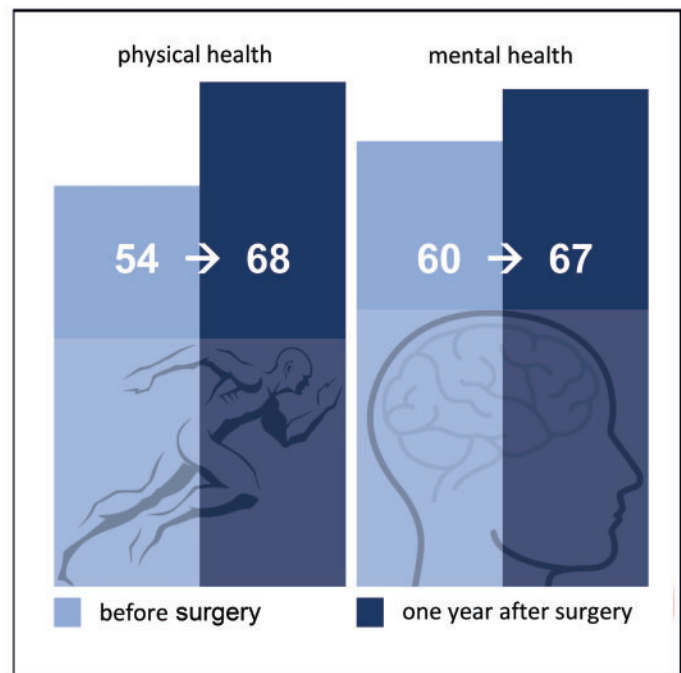 physical health
mental health
54 → 68
60 → 67
before surgery
one year after surgery